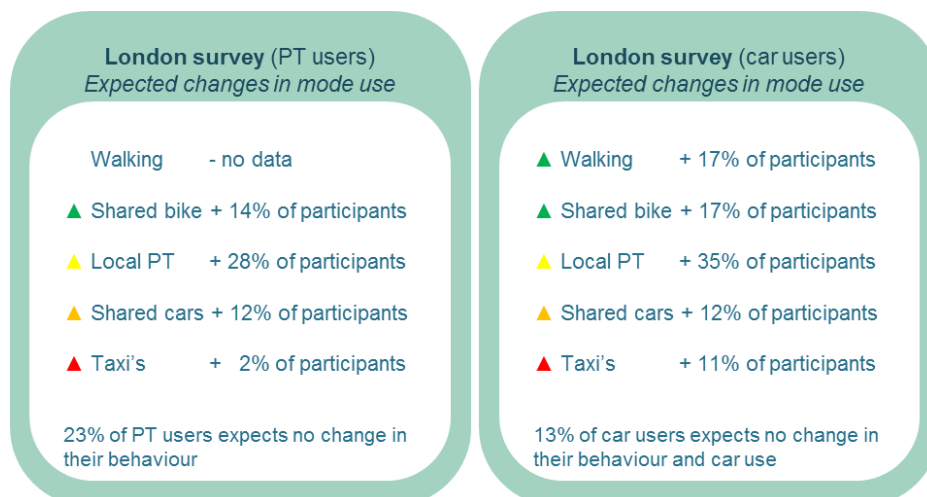 London survey (PT users)
Expected changes in mode use
Walking - no data
Shared bike + 14% of participants
Local PT + 28% of participants
Shared cars + 12% of participants
Taxi's + 2% of participants
23% of PT users expects no change in
their behaviour
London survey (car users)
Expected changes in mode use
Walking + 17% of participants
Shared bike + 17% of participants
Local PT + 35% of participants
Shared cars + 12% of participants
Taxi's + 11% of participants
13% of car users expects no change in
their behaviour and car use